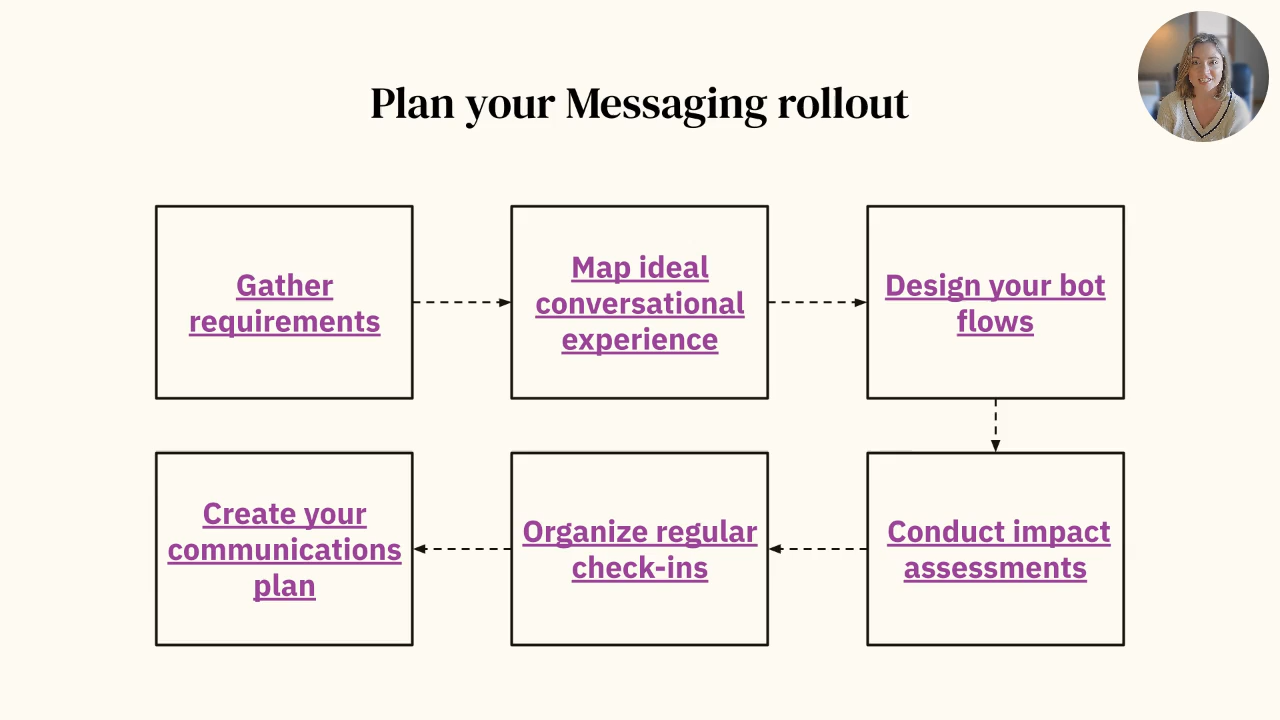 Plan your Messaging rollout
Gather
requirements
Map ideal
conversational
experience
Design your bot
flows
Conduct impact
assessments
Organize regular
check-ins
Create your
communications
plan